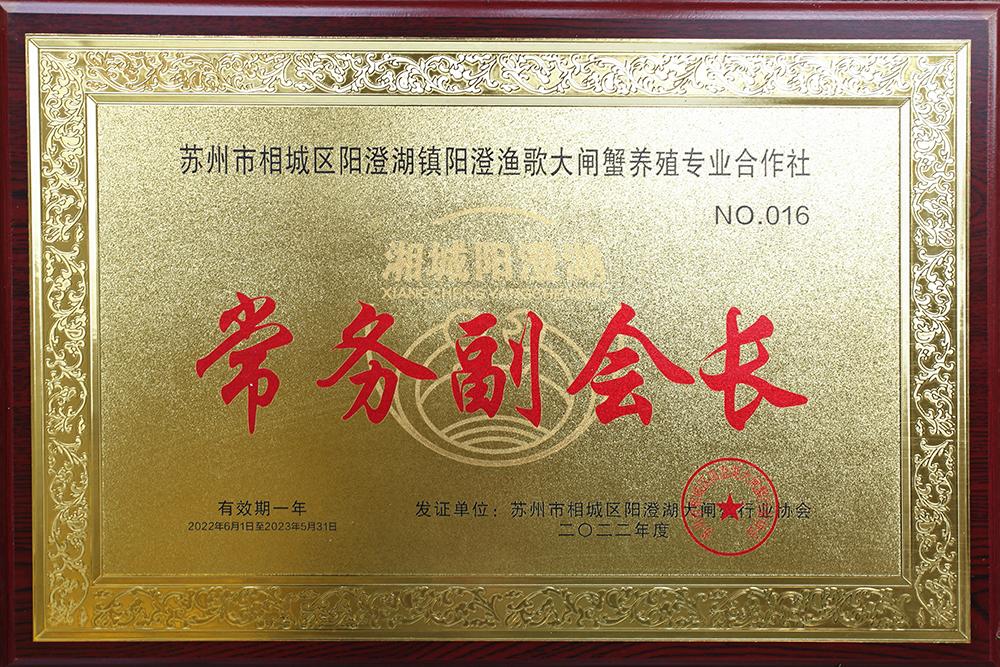 苏州市相城区阳澄湖镇阳澄渔歌大闸蟹养殖专业合作社
NO.016
湘城阳澄湖
常务副会长
有效期一年
2022年6月1日至2023年5月31日
发证单位：苏州市相城区阳澄湖大闸蟹行业协会
二〇二二年度